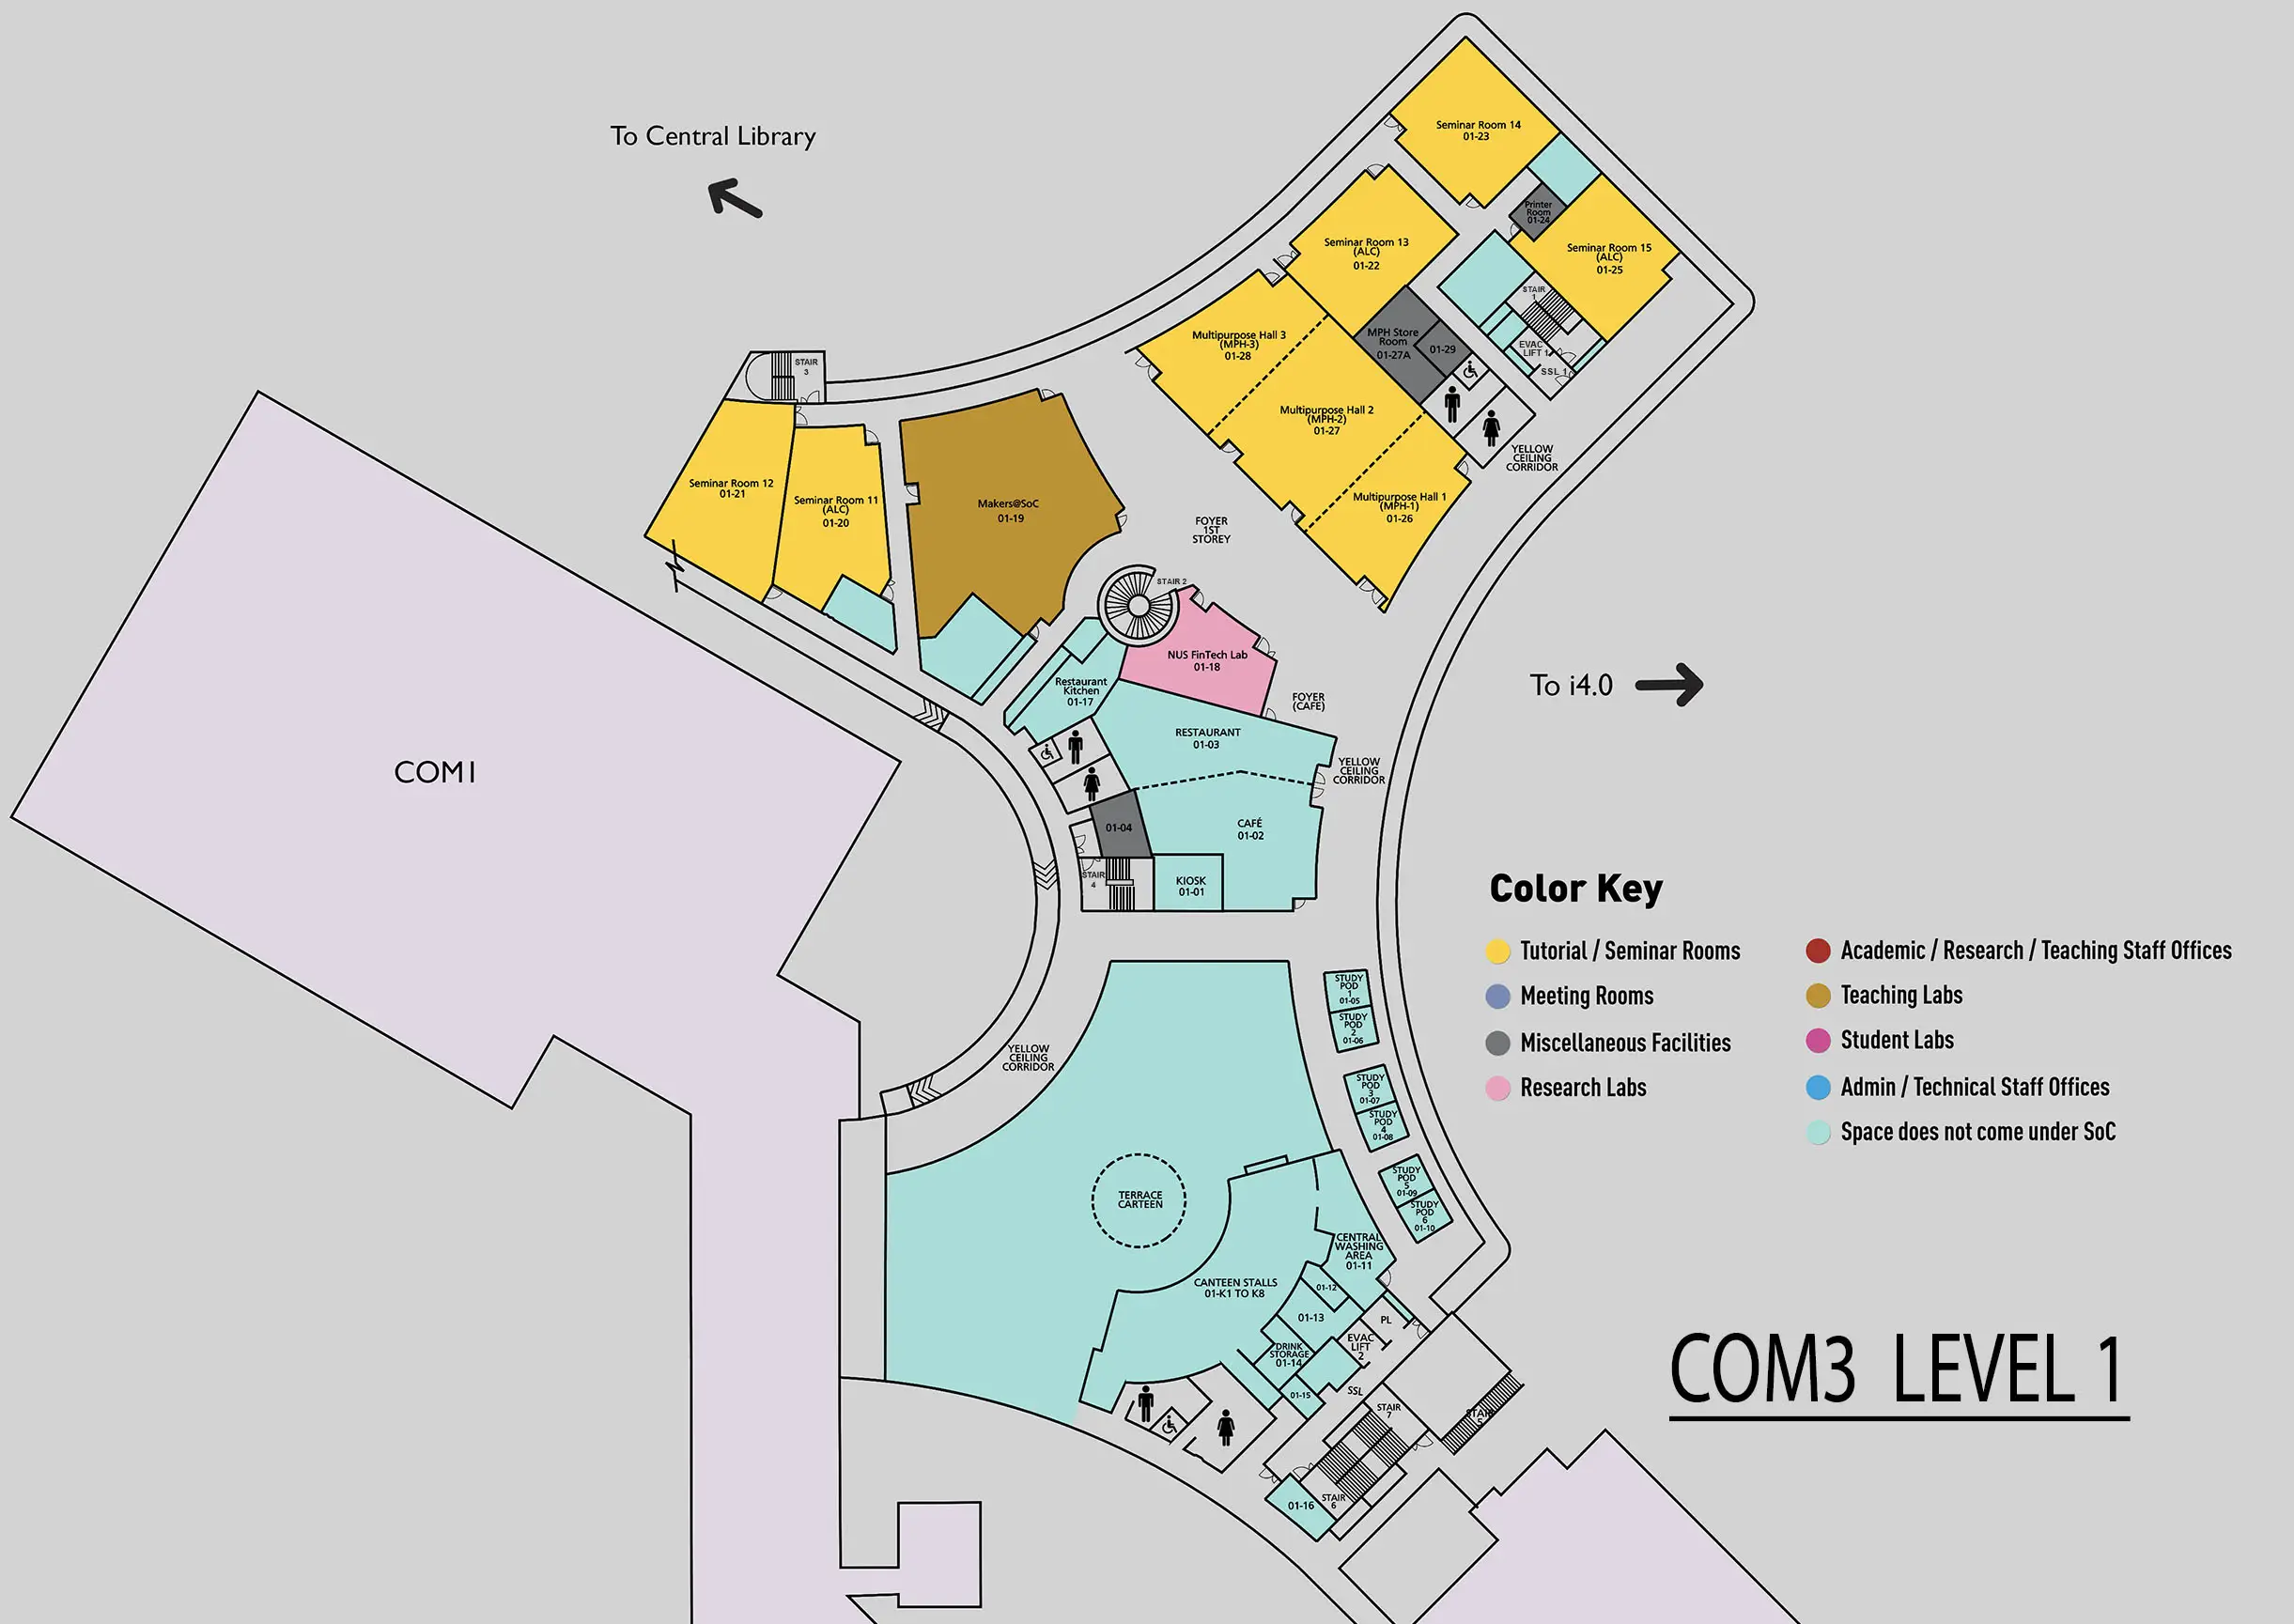 To Central Library
Seminar Room 14
01-23
Printer
Room
01-24
Seminar Room 13
(ALC)
01-22
Seminar Room 15
(ALC)
01-25
STAIR
1
EVAC
LIFT 1
SSL 1
Multipurpose Hall 3
(MPH-3)
01-28
MPH Store
Room
01-27A
01-29
STAIR
3
Multipurpose Hall 2
(MPH-2)
01-27
YELLOW
CEILING
CORRIDOR
Seminar Room 12
01-21
Seminar Room 11
(ALC)
01-20
Makers@SoC
01-19
Multipurpose Hall 1
(MPH-1)
01-26
FOYER
1ST
STOREY
STAIR 2
NUS FinTech Lab
01-18
Restaurant
Kitchen
01-17
FOYER
(CAFE)
To i4.0
RESTAURANT
01-03
YELLOW
CEILING
CORRIDOR
COM1
01-04
CAFÉ
01-02
STAIR
4
KIOSK
01-01
Color Key
Tutorial / Seminar Rooms
Meeting Rooms
Miscellaneous Facilities
Research Labs
Academic / Research / Teaching Staff Offices
Teaching Labs
Student Labs
Admin / Technical Staff Offices
Space does not come under SoC
STUDY
POD
1
01-05
STUDY
POD
2
01-06
YELLOW
CEILING
CORRIDOR
STUDY
POD
3
01-07
STUDY
POD
4
01-08
STUDY
POD
5
01-09
STUDY
POD
6
01-10
TERRACE
CARTEEN
CENTRAL
WASHING
AREA
01-11
CANTEEN STALLS
01-K1 TO K8
01-12
01-13
PL
EVAC
LIFT
2
DRINK
STORAGE
01-14
01-15
SSL
STAIR
7
STAIR
5
STAIR
6
01-16
COM3 LEVEL 1